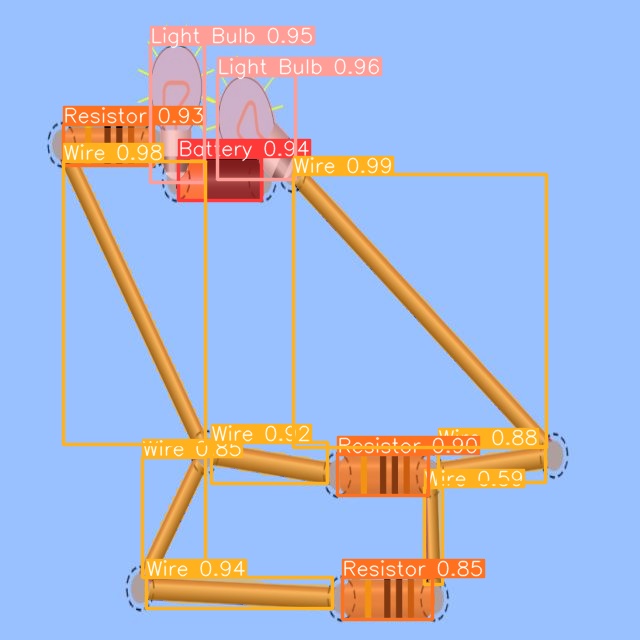 Light Bulb 0.95
Light Bulb 0.96
Resistor 0.93
Battery 0.94
Wire 0.98
Wire 0.99
Wire 0.92
Wire 0.88
Resistor 0.90
Wire 0.85
Wire 0.59
Wire 0.94
Resistor 0.85